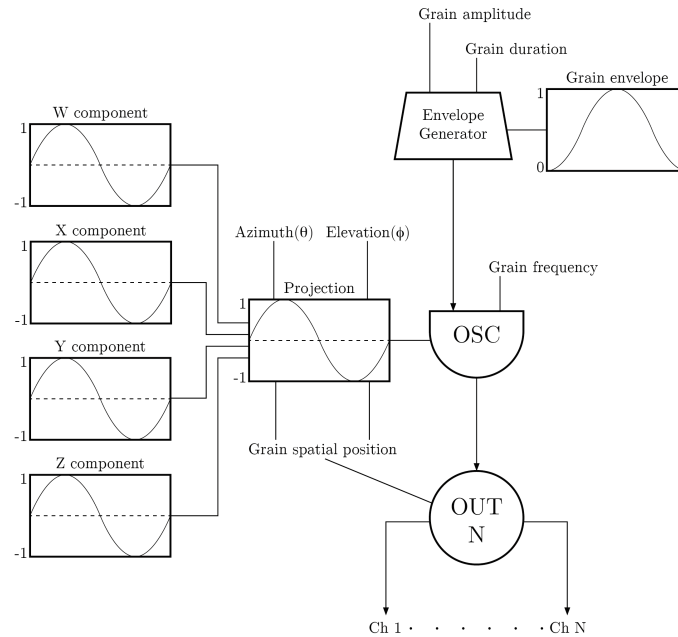 Grain amplitude
Grain duration
Grain envelope
1
0
Envelope
Generator
W component
1
-1
X component
1
-1
Azimuth(θ)
Elevation(ϕ)
Projection
1
-1
Grain frequency
OSC
Y component
1
-1
Grain spatial position
Z component
1
-1
OUT
N
Ch 1 · · · · · · Ch N